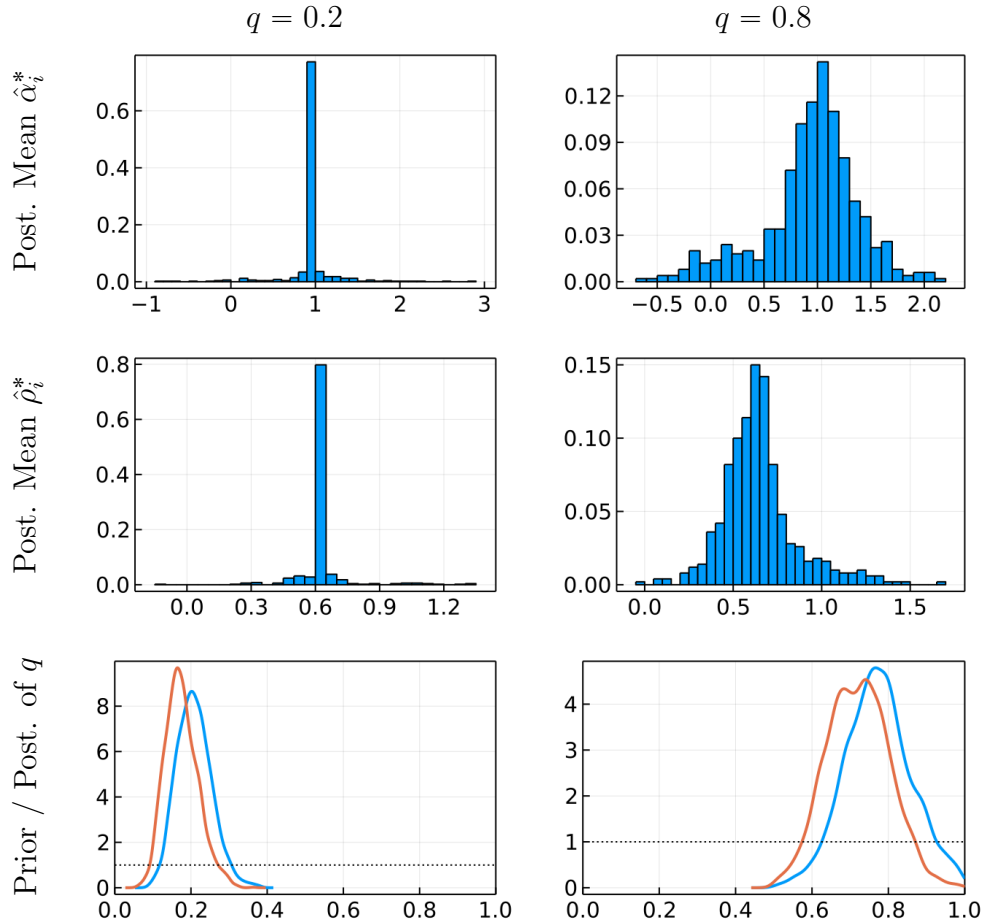 q = 0.2
q = 0.8
Post. Mean α̂ᵢ*
0.6
0.4
0.2
0.0
−1 0 1 2 3
0.12
0.09
0.06
0.03
0.00
−0.5 0.0 0.5 1.0 1.5 2.0
Post. Mean ρ̂ᵢ*
0.8
0.6
0.4
0.2
0.0
0.0 0.3 0.6 0.9 1.2
0.15
0.10
0.05
0.00
0.0 0.5 1.0 1.5
Prior / Post. of q
8
6
4
2
0
0.0 0.2 0.4 0.6 0.8 1.0
4
3
2
1
0
0.0 0.2 0.4 0.6 0.8 1.0